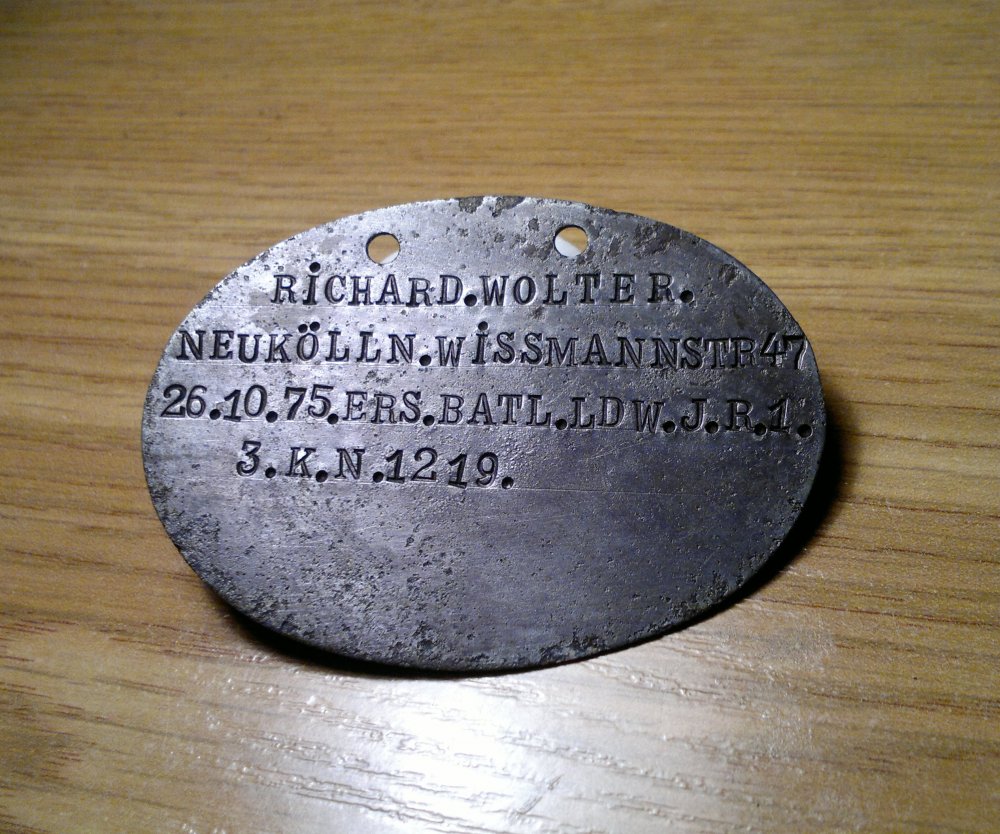 RiCHARD.WOLTER.
NEUKÖLLN.WiSSMANNSTR47
26.10.75.ERS.BATL.LDW.J.R.1.
3.K.N.1219.